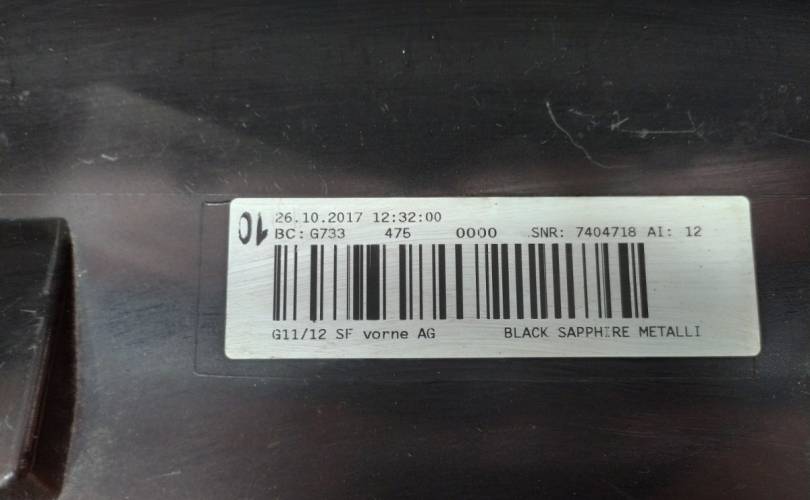 10
26.10.2017 12:32:00
BC: G733 475 0000 SNR: 7404718 AI: 12
G11/12 SF vorne AG BLACK SAPPHIRE METALLI